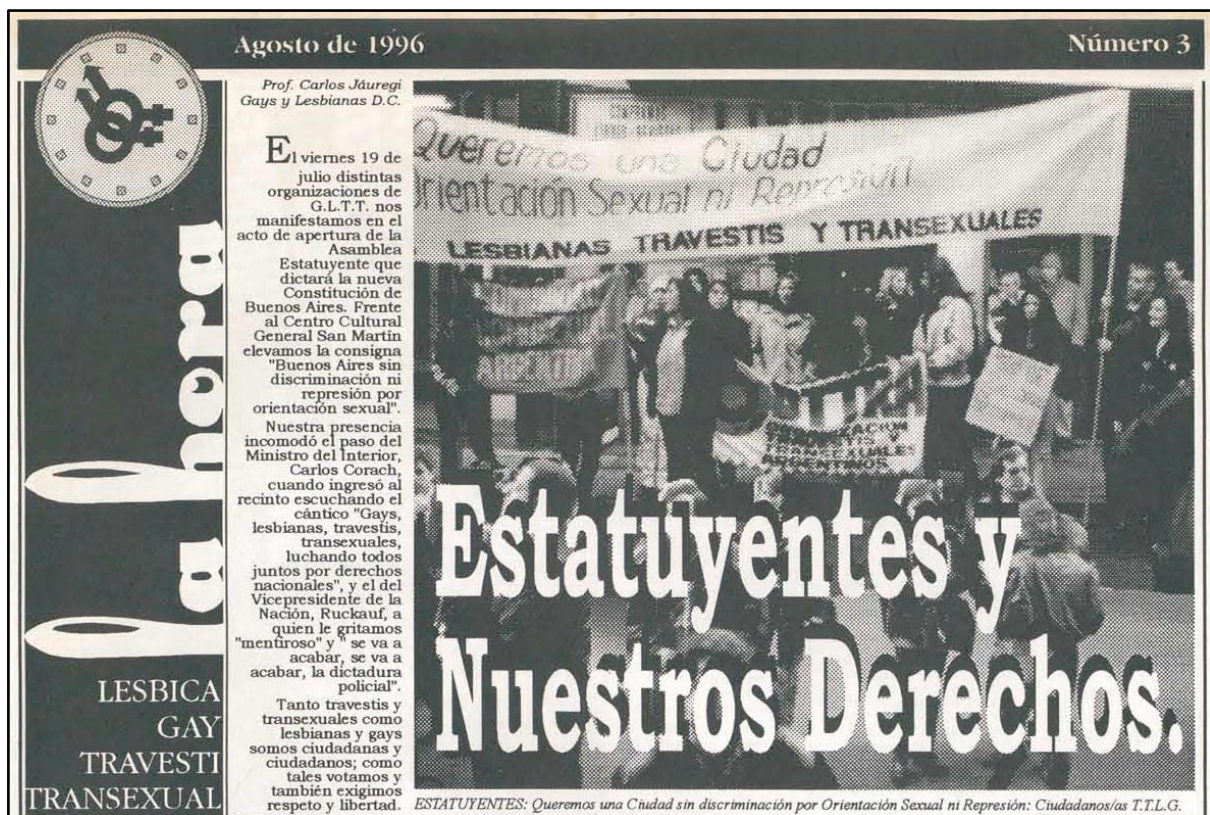 Agosto de 1996
Número 3
la hora
LESBICA
GAY
TRAVESTI
TRANSEXUAL
Prof. Carlos Jáuregi
Gays y Lesbianas D.C.
El viernes 19 de
julio distintas
organizaciones de
G.L.T.T. nos
manifestamos en el
acto de apertura de la
Asamblea
Estatuyente que
dictará la nueva
Constitución de
Buenos Aires. Frente
al Centro Cultural
General San Martin
elevamos la consigna
"Buenos Aires sin
discriminación ni
represión por
orientación sexual".
Nuestra presencia
incomodó el paso del
Ministro del Interior,
Carlos Corach,
cuando ingresó al
recinto escuchando el
cántico "Gays,
lesbianas, travestis,
transexuales,
luchando todos
juntos por derechos
nacionales", y el del
Vicepresidente de la
Nación, Ruckauf, a
quien le gritamos
"mentiroso" y " se va a
acabar, se va a
acabar, la dictadura
policial".
Tanto travestis y
transexuales como
lesbianas y gays
somos ciudadanas y
ciudadanos; como
tales votamos y
también exigimos
respeto y libertad.
Queremos una Ciudad
Orientación Sexual ni Represión
LESBIANAS TRAVESTIS Y TRANSEXUALES
TRAVESTIS Y
TRANSEXUALES
ARGENTINOS
Estatuyentes y
Nuestros Derechos.
ESTATUYENTES: Queremos una Ciudad sin discriminación por Orientación Sexual ni Represión: Ciudadanos/as T.T.L.G.